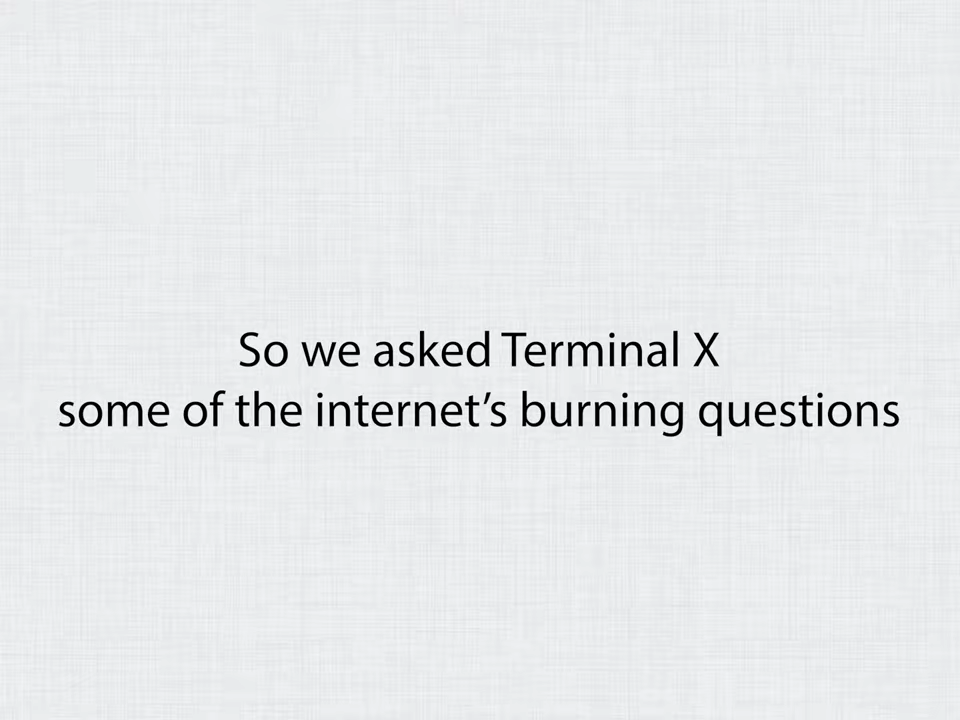 So we asked Terminal X
some of the internet’s burning questions